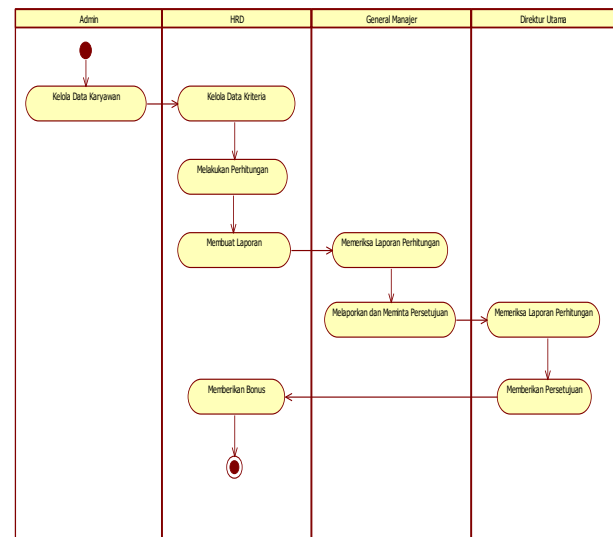 Admin
HRD
General Manajer
Direktur Utama
Kelola Data Karyawan
Kelola Data Kriteria
Melakukan Perhitungan
Membuat Laporan
Memeriksa Laporan Perhitungan
Melaporkan dan Meminta Persetujuan
Memeriksa Laporan Perhitungan
Memberikan Persetujuan
Memberikan Bonus